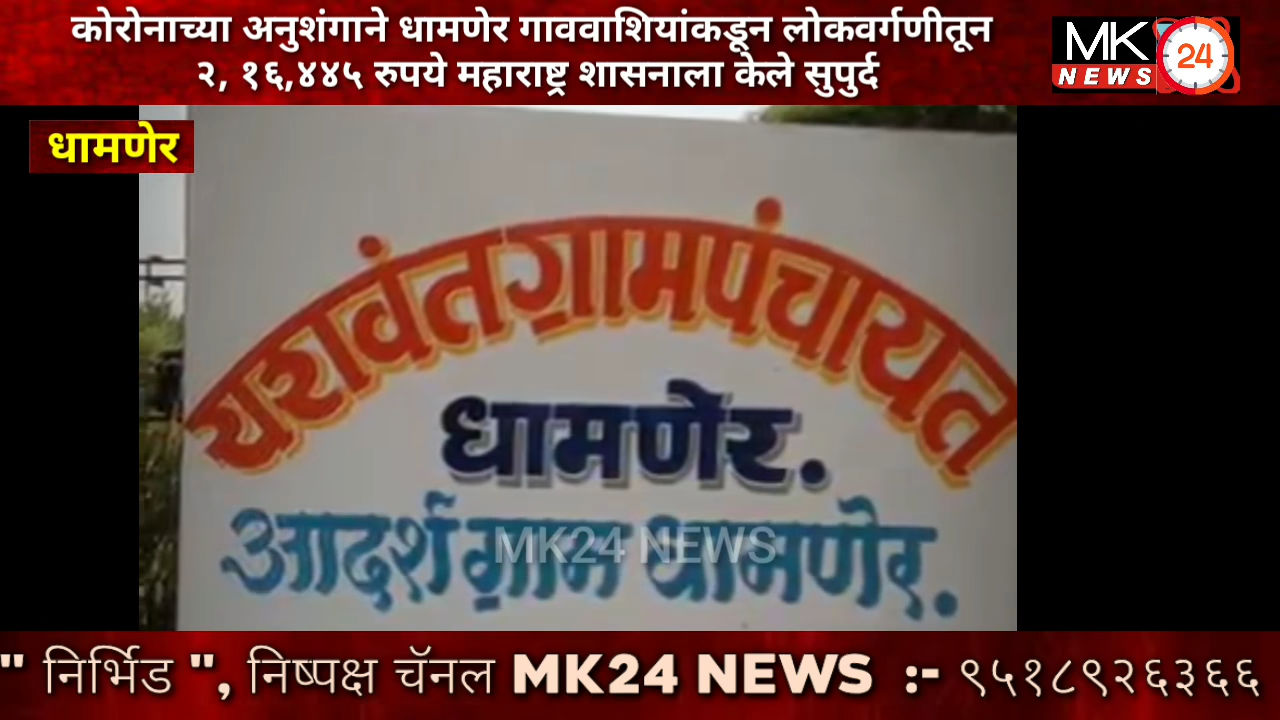 कोरोनाच्या अनुशंगाने धामणेर गाववाशियांकडून लोकवर्गणीतून
२, १६,४४५ रुपये महाराष्ट्र शासनाला केले सुपुर्द
MK 24
NEWS
धामणेर
यशवंत ग्रामपंचायत
धामणेर.
आदर्श ग्राम धामणेर.
MK24 NEWS
" निर्भिड ", निष्पक्ष चॅनल MK24 NEWS :- ९५१८९२६३६६